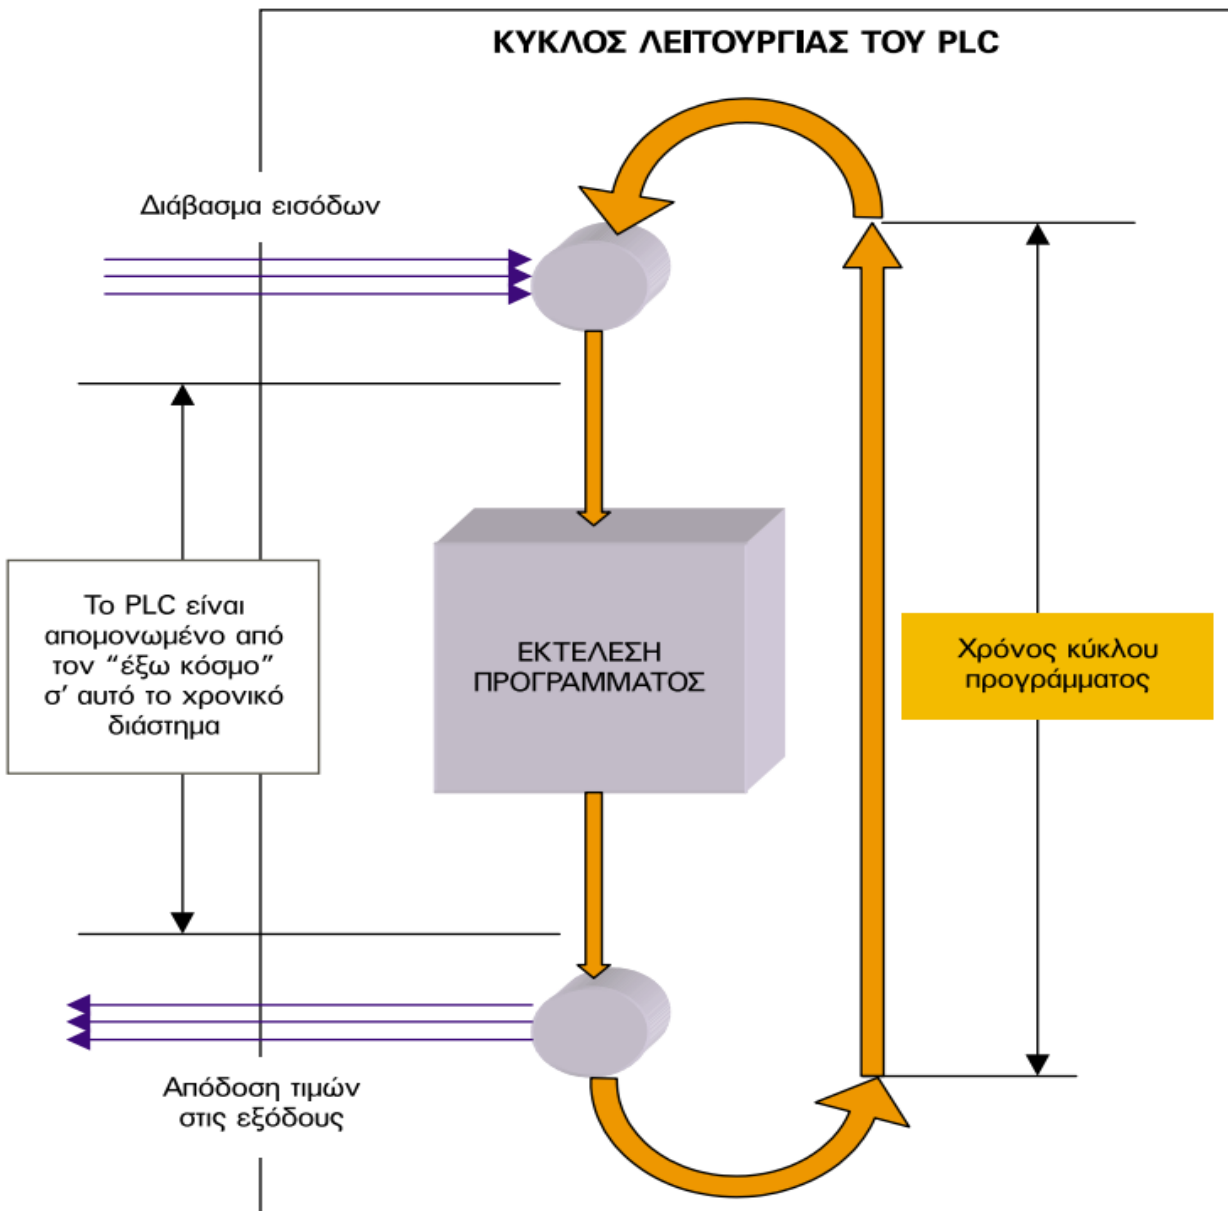 ΚΥΚΛΟΣ ΛΕΙΤΟΥΡΓΙΑΣ ΤΟΥ PLC
Διάβασμα εισόδων
Το PLC είναι
απομονωμένο από
τον “έξω κόσμο”
σ’ αυτό το χρονικό
διάστημα
ΕΚΤΕΛΕΣΗ
ΠΡΟΓΡΑΜΜΑΤΟΣ
Χρόνος κύκλου
προγράμματος
Απόδοση τιμών
στις εξόδους